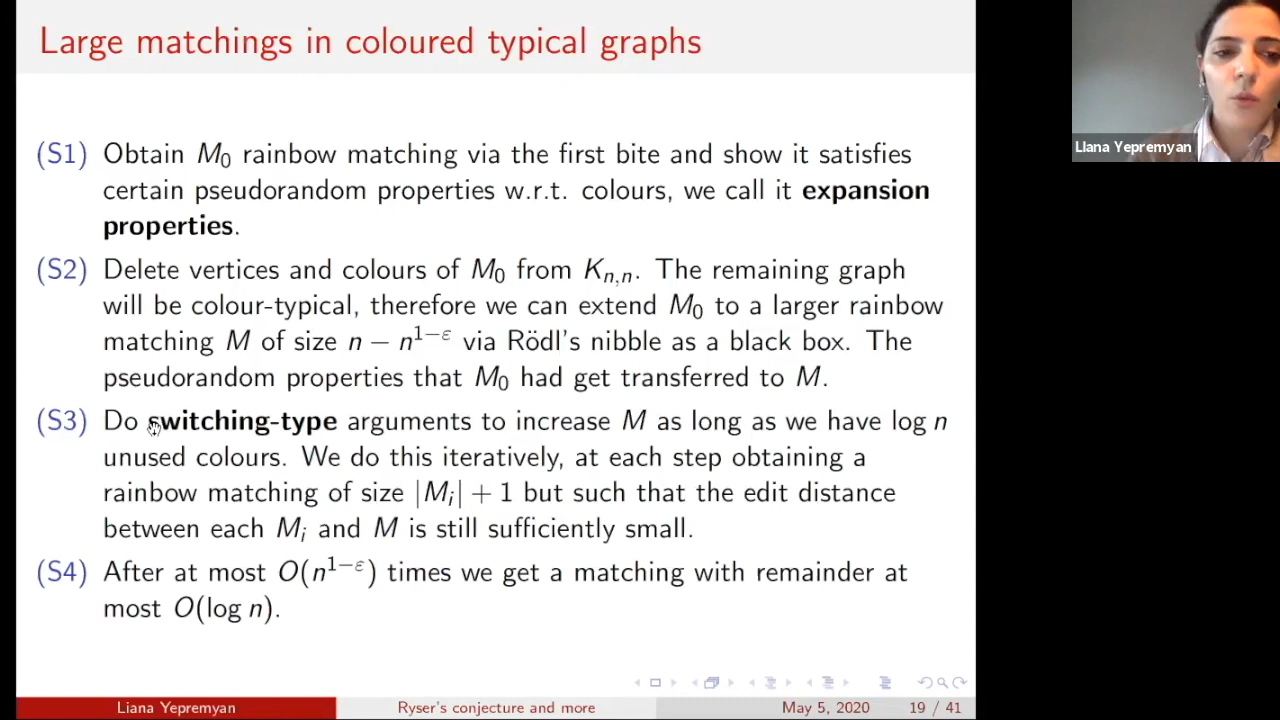 Large matchings in coloured typical graphs
(S1) Obtain M₀ rainbow matching via the first bite and show it satisfies
certain pseudorandom properties w.r.t. colours, we call it expansion
properties.
(S2) Delete vertices and colours of M₀ from Kₙ,ₙ. The remaining graph
will be colour-typical, therefore we can extend M₀ to a larger rainbow
matching M of size n − n^{1−ε} via Rödl's nibble as a black box. The
pseudorandom properties that M₀ had get transferred to M.
(S3) Do switching-type arguments to increase M as long as we have log n
unused colours. We do this iteratively, at each step obtaining a
rainbow matching of size |Mᵢ| + 1 but such that the edit distance
between each Mᵢ and M is still sufficiently small.
(S4) After at most O(n^{1−ε}) times we get a matching with remainder at
most O(log n).
Liana Yepremyan Ryser's conjecture and more May 5, 2020 19 / 41
LIana Yepremyan